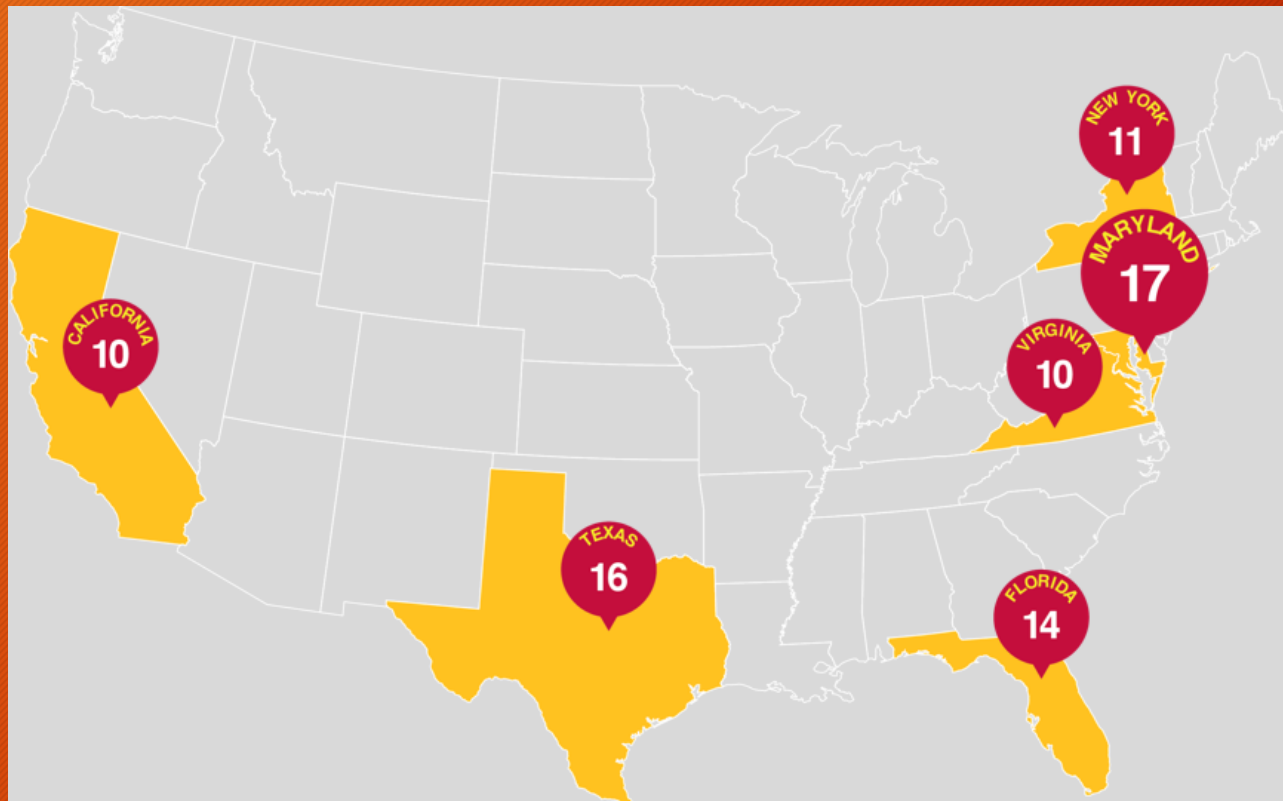 NEW YORK
11
MARYLAND
17
CALIFORNIA
10
VIRGINIA
10
TEXAS
16
FLORIDA
14